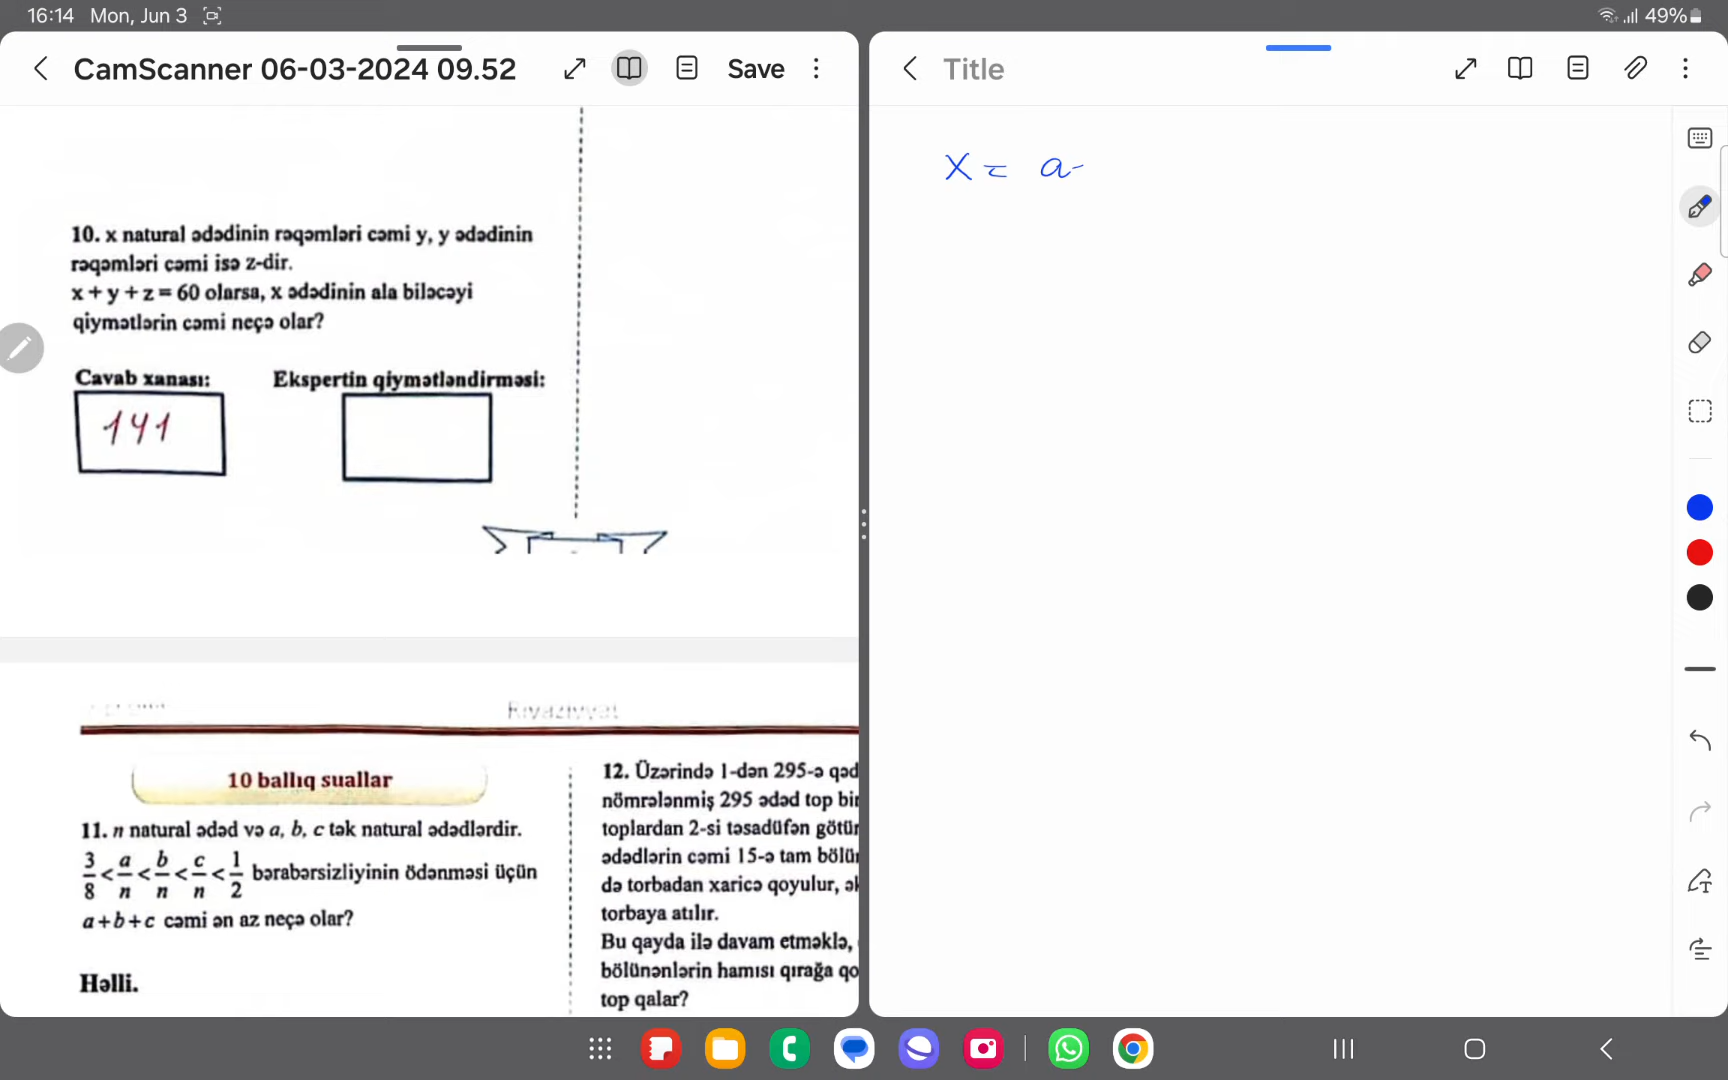 16:14 Mon, Jun 3
49%
CamScanner 06-03-2024 09.52
Save
Title
10. x natural ədədinin rəqəmləri cəmi y, y ədədinin
rəqəmləri cəmi isə z-dir.
x + y + z = 60 olarsa, x ədədinin ala biləcəyi
qiymətlərin cəmi neçə olar?
Cavab xanası:
Ekspertin qiymətləndirməsi:
141
x = a-
Riyaziyyat
10 ballıq suallar
11. n natural ədəd və a, b, c tək natural ədədlərdir.
3/8 < a/n < b/n < c/n < 1/2 bərabərsizliyinin ödənməsi üçün
a+b+c cəmi ən az neçə olar?
Həlli.
12. Üzərində 1-dən 295-ə qəd
nömrələnmiş 295 ədəd top bir
toplardan 2-si təsadüfən götür
ədədlərin cəmi 15-ə tam bölü
də torbadan xaricə qoyulur, ək
torbaya atılır.
Bu qayda ilə davam etməklə,
bölünənlərin hamısı qırağa qo
top qalar?